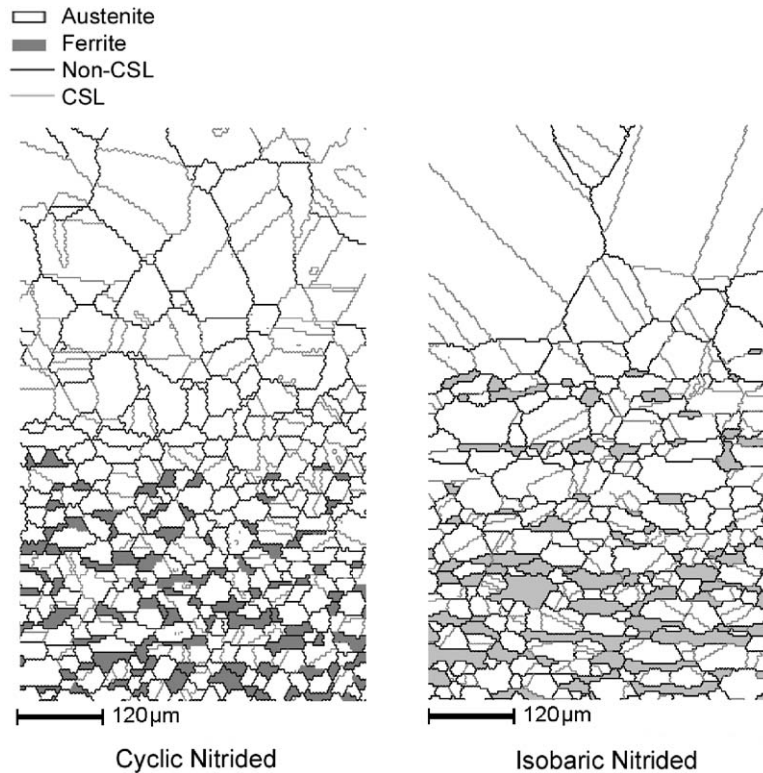 Austenite
Ferrite
Non-CSL
CSL
120µm
120µm
Cyclic Nitrided
Isobaric Nitrided